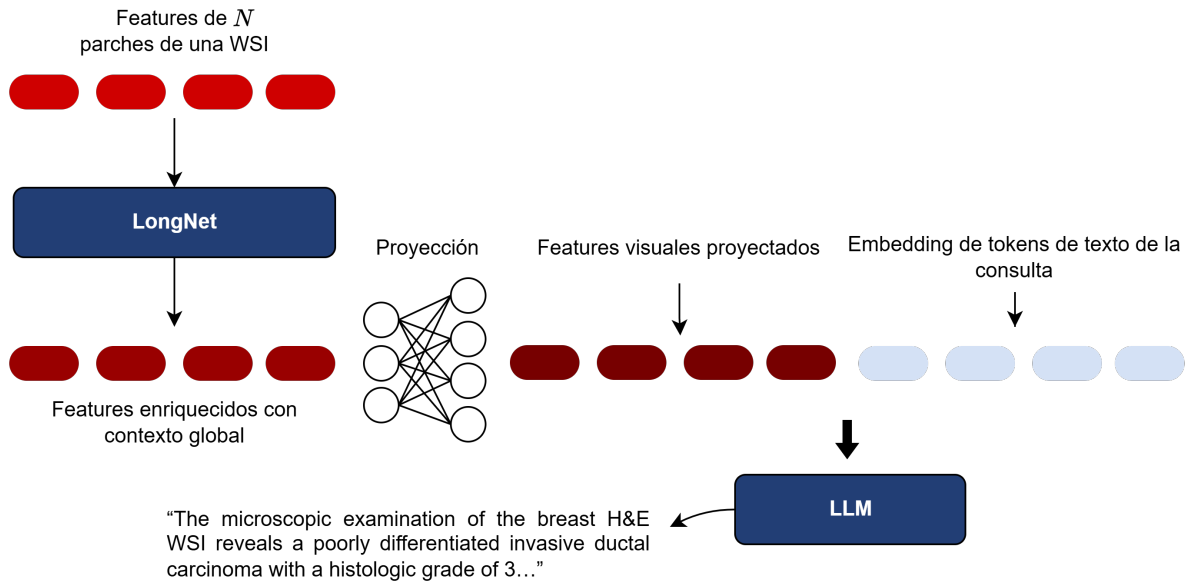 Features de N
parches de una WSI
LongNet
Features enriquecidos con
contexto global
Proyección
Features visuales proyectados
Embedding de tokens de texto de la
consulta
LLM
“The microscopic examination of the breast H&E
WSI reveals a poorly differentiated invasive ductal
carcinoma with a histologic grade of 3…”